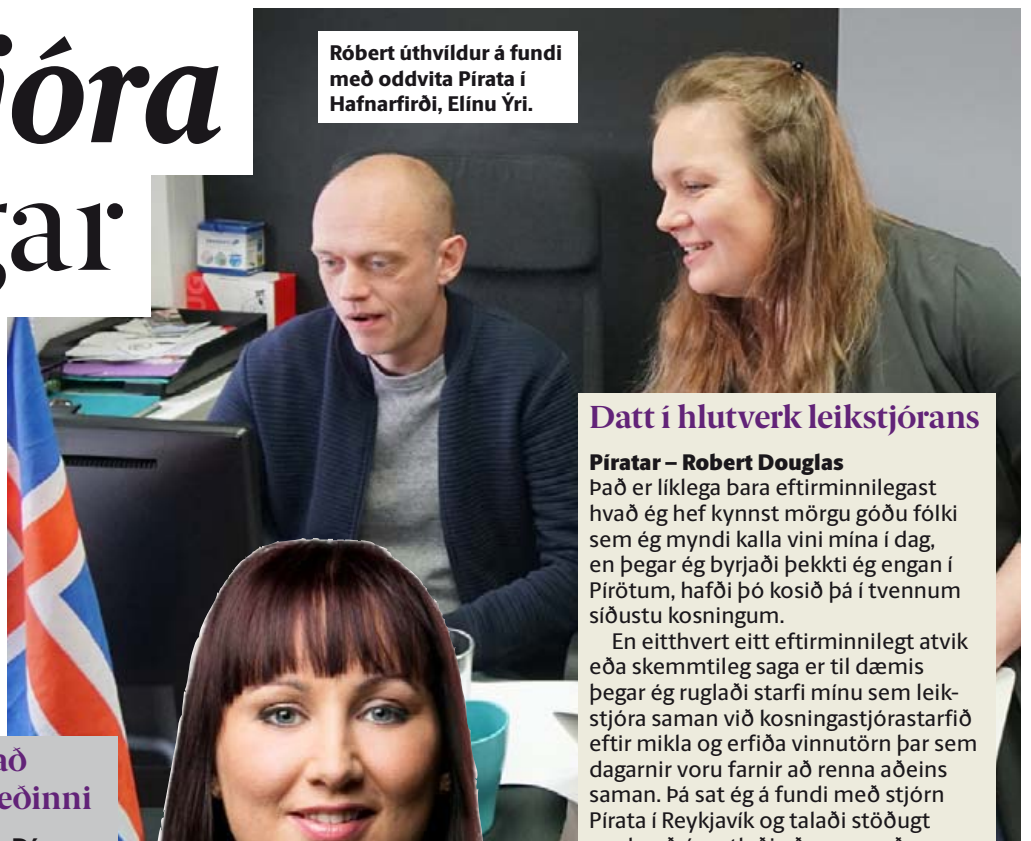 jóra
gar
Róbert úthvíldur á fundi
með oddvita Pírata í
Hafnarfirði, Elínu Ýri.
Datt í hlutverk leikstjórans
Píratar – Robert Douglas
Það er líklega bara eftirminnilegast
hvað ég hef kynnst mörgu góðu fólki
sem ég myndi kalla vini mína í dag,
en þegar ég byrjaði þekkti ég engan í
Pírötum, hafði þó kosið þá í tvennum
síðustu kosningum.
En eitthvert eitt eftirminnilegt atvik
eða skemmtileg saga er til dæmis
þegar ég ruglaði starfi mínu sem leik-
stjóra saman við kosningastjórastarfið
eftir mikla og erfiða vinnutörn þar sem
dagarnir voru farnir að renna aðeins
saman. Þá sat ég á fundi með stjórn
Pírata í Reykjavík og talaði stöðugt
að
eðinni